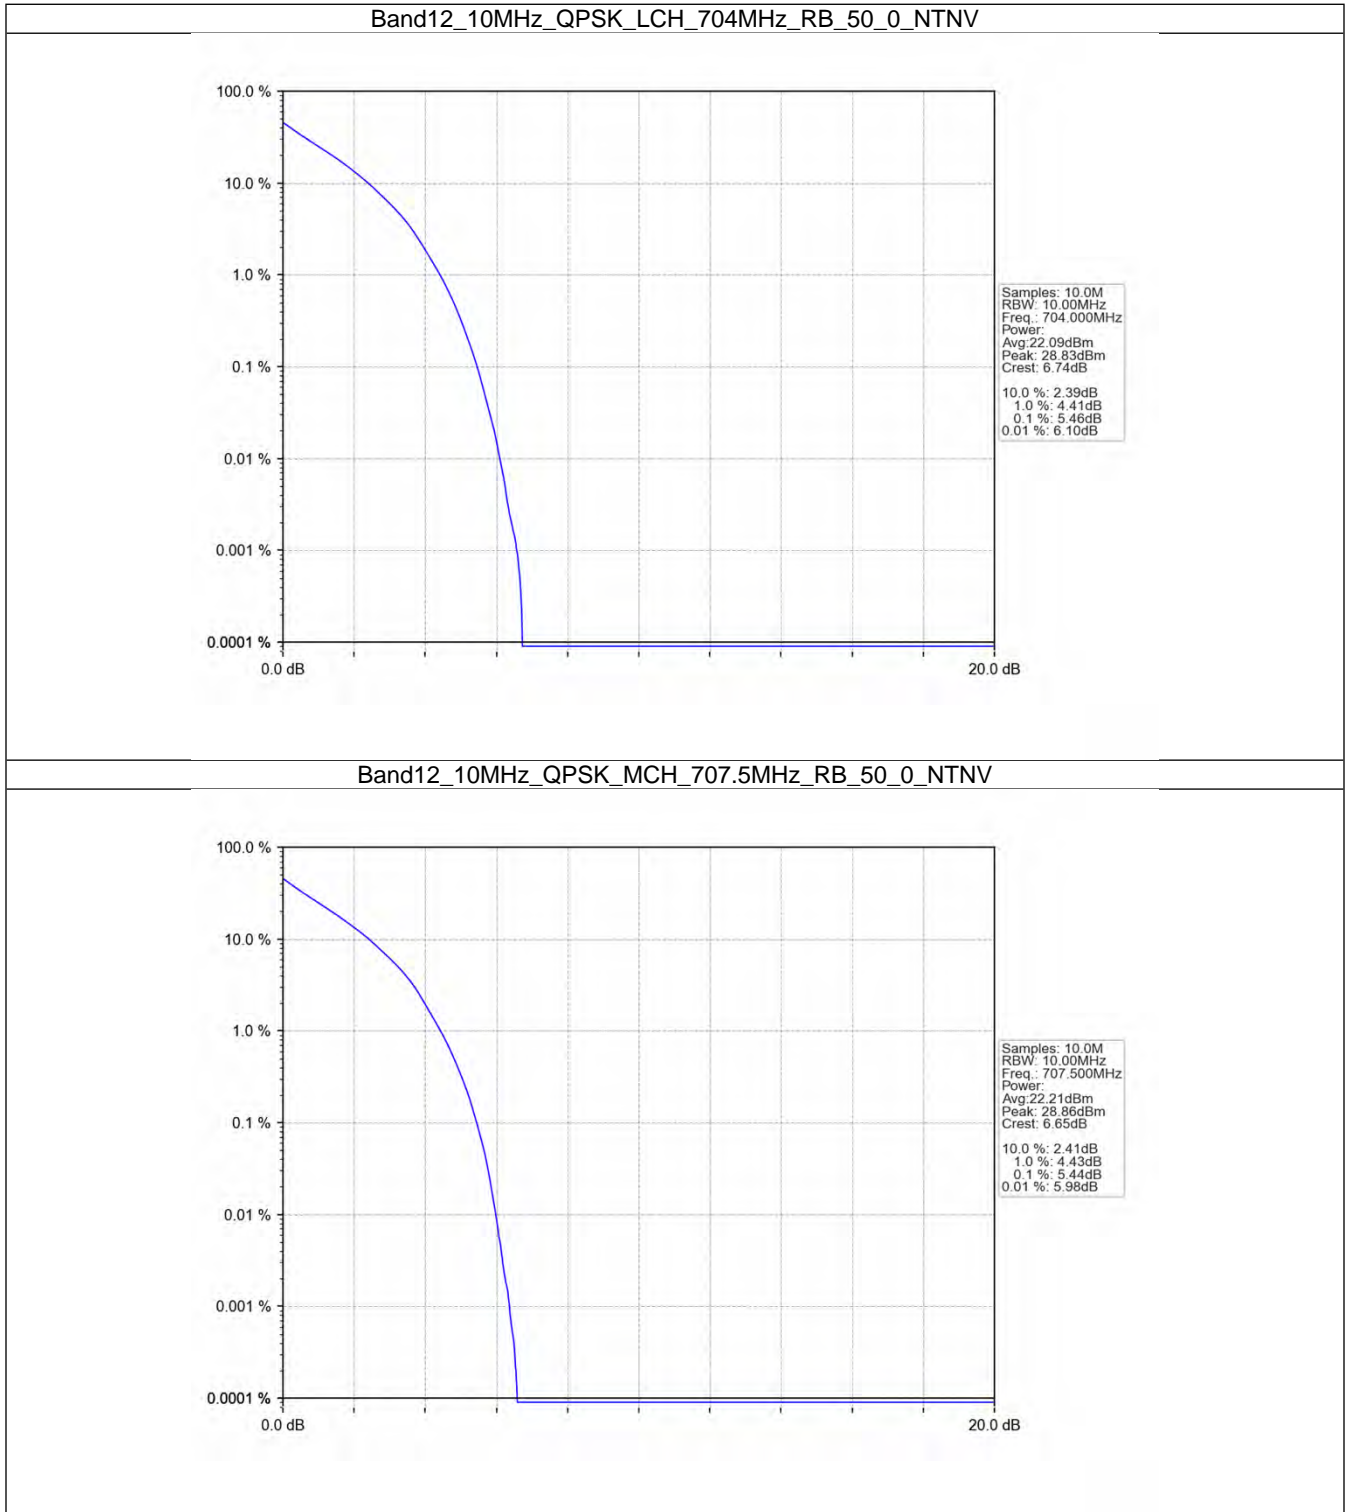 Band12_10MHz_QPSK_LCH_704MHz_RB_50_0_NTNV
100.0 %
10.0 %
1.0 %
0.1 %
0.01 %
0.001 %
0.0001 %
0.0 dB
20.0 dB
Samples: 10.0M
RBW: 10.00MHz
Freq.: 704.000MHz
Power:
Avg:22.09dBm
Peak: 28.83dBm
Crest: 6.74dB
10.0 %: 2.39dB
1.0 %: 4.41dB
0.1 %: 5.46dB
0.01 %: 6.10dB
Band12_10MHz_QPSK_MCH_707.5MHz_RB_50_0_NTNV
100.0 %
10.0 %
1.0 %
0.1 %
0.01 %
0.001 %
0.0001 %
0.0 dB
20.0 dB
Samples: 10.0M
RBW: 10.00MHz
Freq.: 707.500MHz
Power:
Avg:22.21dBm
Peak: 28.86dBm
Crest: 6.65dB
10.0 %: 2.41dB
1.0 %: 4.43dB
0.1 %: 5.44dB
0.01 %: 5.98dB